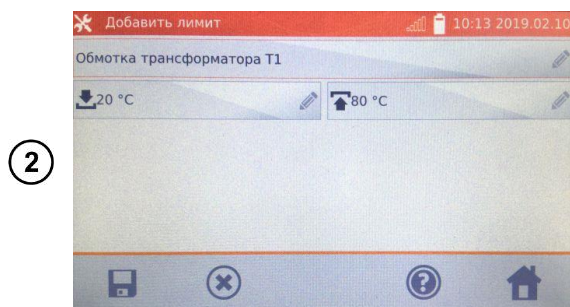 Добавить лимит 10:13 2019.02.10
Обмотка трансформатора T1
20 °C 80 °C
2